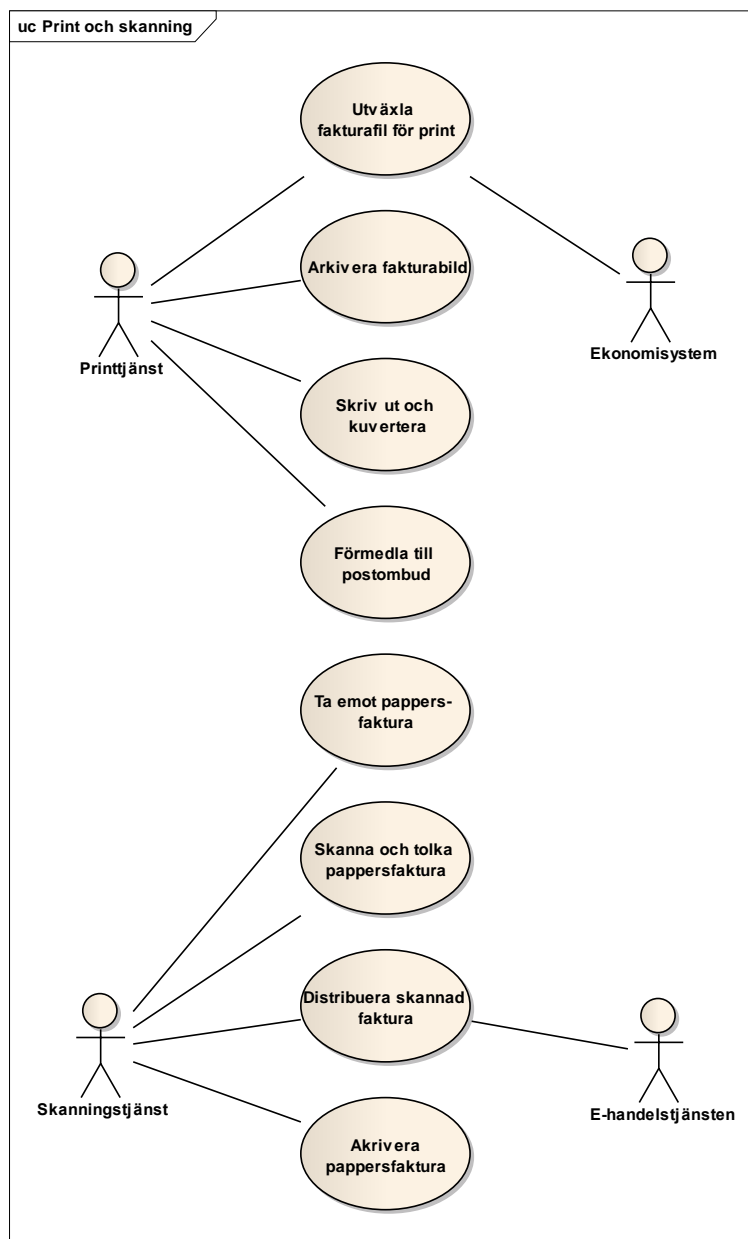 uc Print och skanning
Utväxla
fakturafil för print
Arkivera fakturabild
Printtjänst
Ekonomisystem
Skriv ut och
kuvertera
Förmedla till
postombud
Ta emot pappers-
faktura
Skanna och tolka
pappersfaktura
Distribuera skannad
faktura
Skanningstjänst
E-handelstjänsten
Akrivera
pappersfaktura